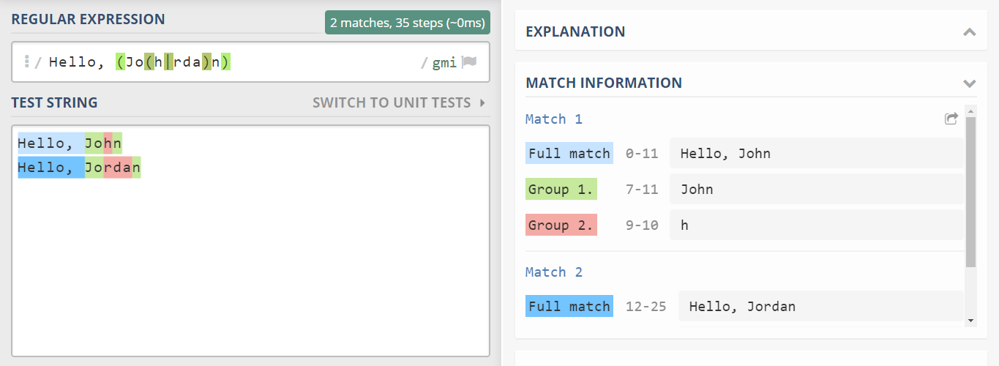 REGULAR EXPRESSION
2 matches, 35 steps (~0ms)
/ Hello, (Jo(h|rda)n) / gmi
TEST STRING
SWITCH TO UNIT TESTS
Hello, John
Hello, Jordan
EXPLANATION
MATCH INFORMATION
Match 1
Full match 0-11 Hello, John
Group 1. 7-11 John
Group 2. 9-10 h
Match 2
Full match 12-25 Hello, Jordan